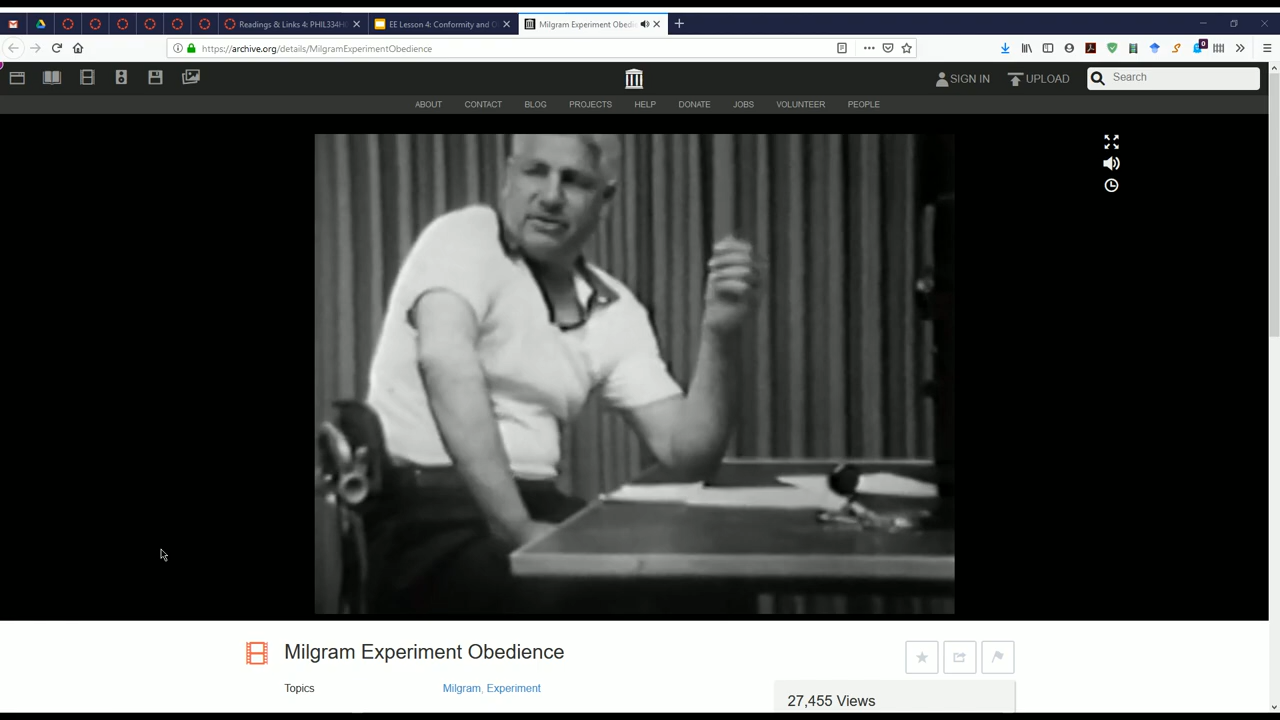 Readings & Links 4: PHIL334H
EE Lesson 4: Conformity and O
Milgram Experiment Obedi
https://archive.org/details/MilgramExperimentObedience
0
SIGN IN
UPLOAD
Search
ABOUT CONTACT BLOG PROJECTS HELP DONATE JOBS VOLUNTEER PEOPLE
Milgram Experiment Obedience
Topics
Milgram, Experiment
27,455 Views